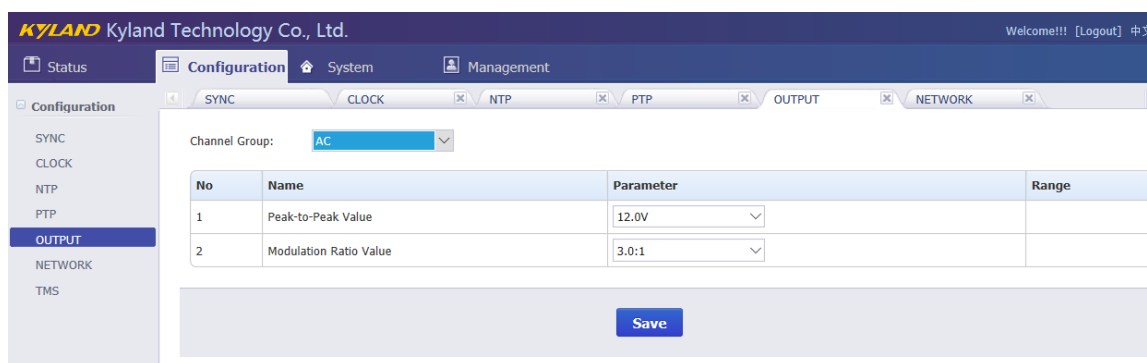 KYLAND Kyland Technology Co., Ltd.
Welcome!!! [Logout] 中文
Status Configuration System Management
Configuration SYNC CLOCK NTP PTP OUTPUT NETWORK
SYNC
CLOCK
NTP
PTP
OUTPUT
NETWORK
TMS
Channel Group: AC
No Name Parameter Range
1 Peak-to-Peak Value 12.0V
2 Modulation Ratio Value 3.0:1
Save